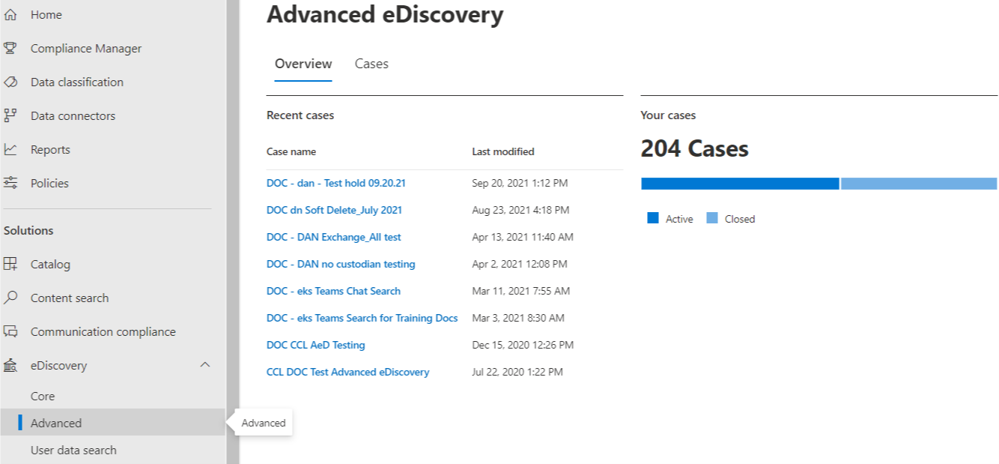 Home
Compliance Manager
Data classification
Data connectors
Reports
Policies
Solutions
Catalog
Content search
Communication compliance
eDiscovery
Core
Advanced
User data search
Advanced
Advanced eDiscovery
Overview Cases
Recent cases
Case name Last modified
DOC - dan - Test hold 09.20.21 Sep 20, 2021 1:12 PM
DOC dn Soft Delete_July 2021 Aug 23, 2021 4:18 PM
DOC - DAN Exchange_All test Apr 13, 2021 11:40 AM
DOC - DAN no custodian testing Apr 2, 2021 12:08 PM
DOC - eks Teams Chat Search Mar 11, 2021 7:55 AM
DOC - eks Teams Search for Training Docs Mar 3, 2021 8:30 AM
DOC CCL AeD Testing Dec 15, 2020 12:26 PM
CCL DOC Test Advanced eDiscovery Jul 22, 2020 1:22 PM
Your cases
204 Cases
Active Closed